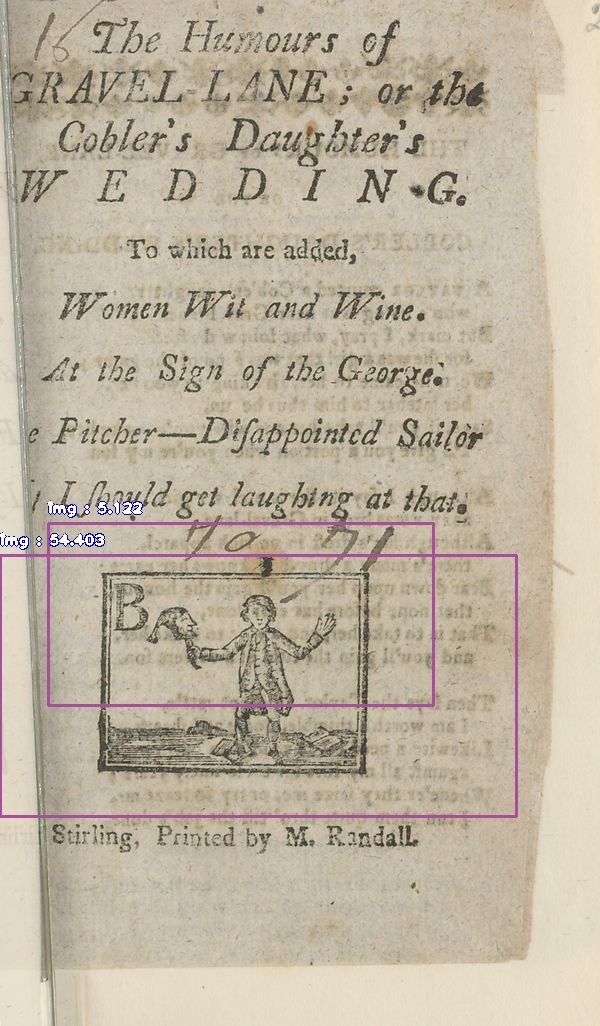 16
The Humours of
GRAVEL-LANE; or the
Cobler's Daughter's
WEDDING.
To which are added,
Women Wit and Wine.
At the Sign of the George.
e Pitcher—Diſappointed Sailor
I ſhould get laughing at that.
img : 5.122
img : 54.403
70 71
B
Stirling, Printed by M. Randall.